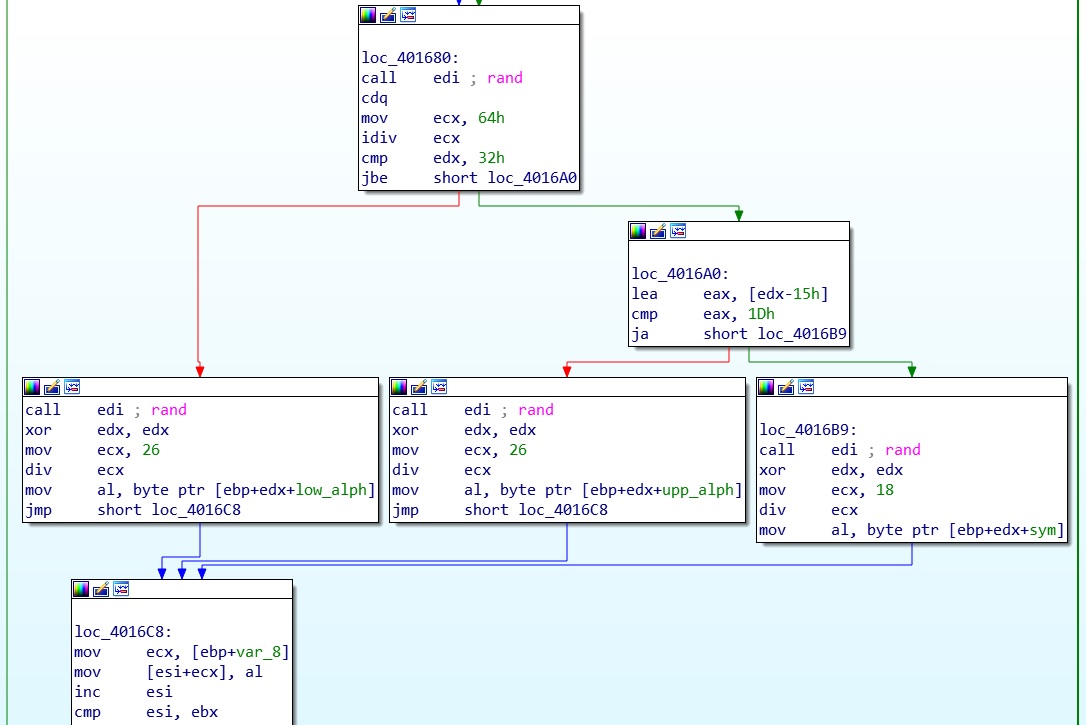 loc_401680:
call edi ; rand
cdq
mov ecx, 64h
idiv ecx
cmp edx, 32h
jbe short loc_4016A0
loc_4016A0:
lea eax, [edx-15h]
cmp eax, 1Dh
ja short loc_4016B9
call edi ; rand
xor edx, edx
mov ecx, 26
div ecx
mov al, byte ptr [ebp+edx+low_alph]
jmp short loc_4016C8
call edi ; rand
xor edx, edx
mov ecx, 26
div ecx
mov al, byte ptr [ebp+edx+upp_alph]
jmp short loc_4016C8
loc_4016B9:
call edi ; rand
xor edx, edx
mov ecx, 18
div ecx
mov al, byte ptr [ebp+edx+sym]
loc_4016C8:
mov ecx, [ebp+var_8]
mov [esi+ecx], al
inc esi
cmp esi, ebx